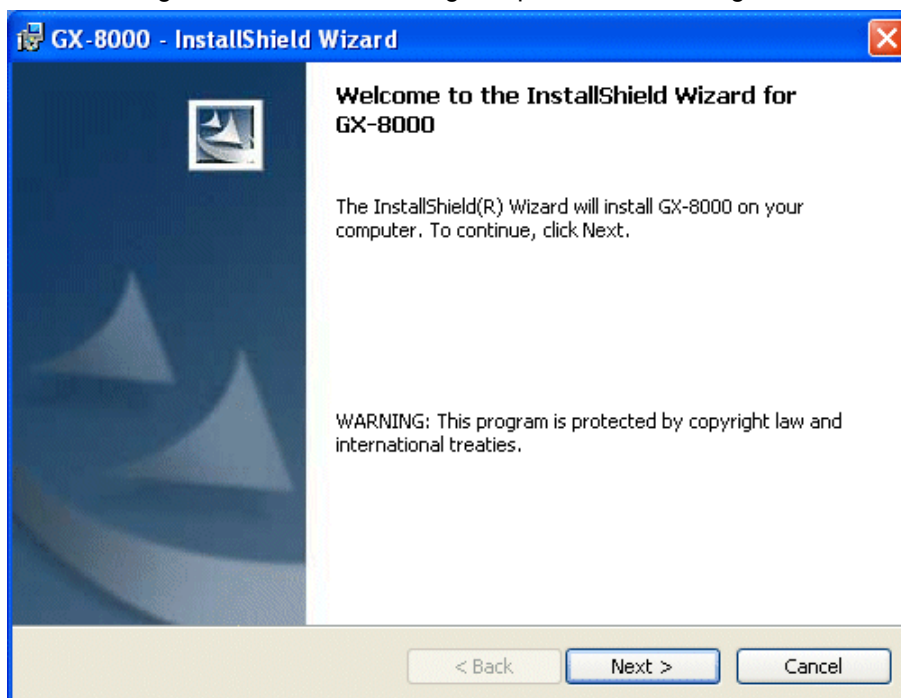 GX-8000 - InstallShield Wizard
Welcome to the InstallShield Wizard for
GX-8000
The InstallShield(R) Wizard will install GX-8000 on your
computer. To continue, click Next.
WARNING: This program is protected by copyright law and
international treaties.
< Back Next > Cancel